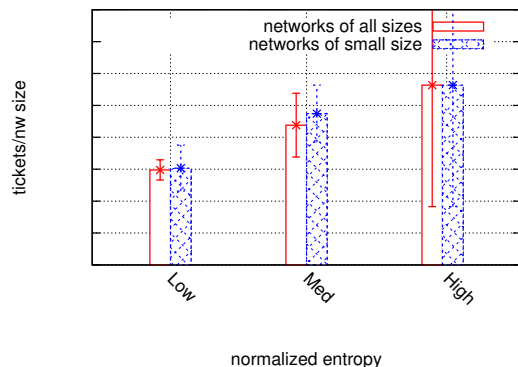 networks of all sizes
networks of small size
tickets/nw size
Low
Med
High
normalized entropy